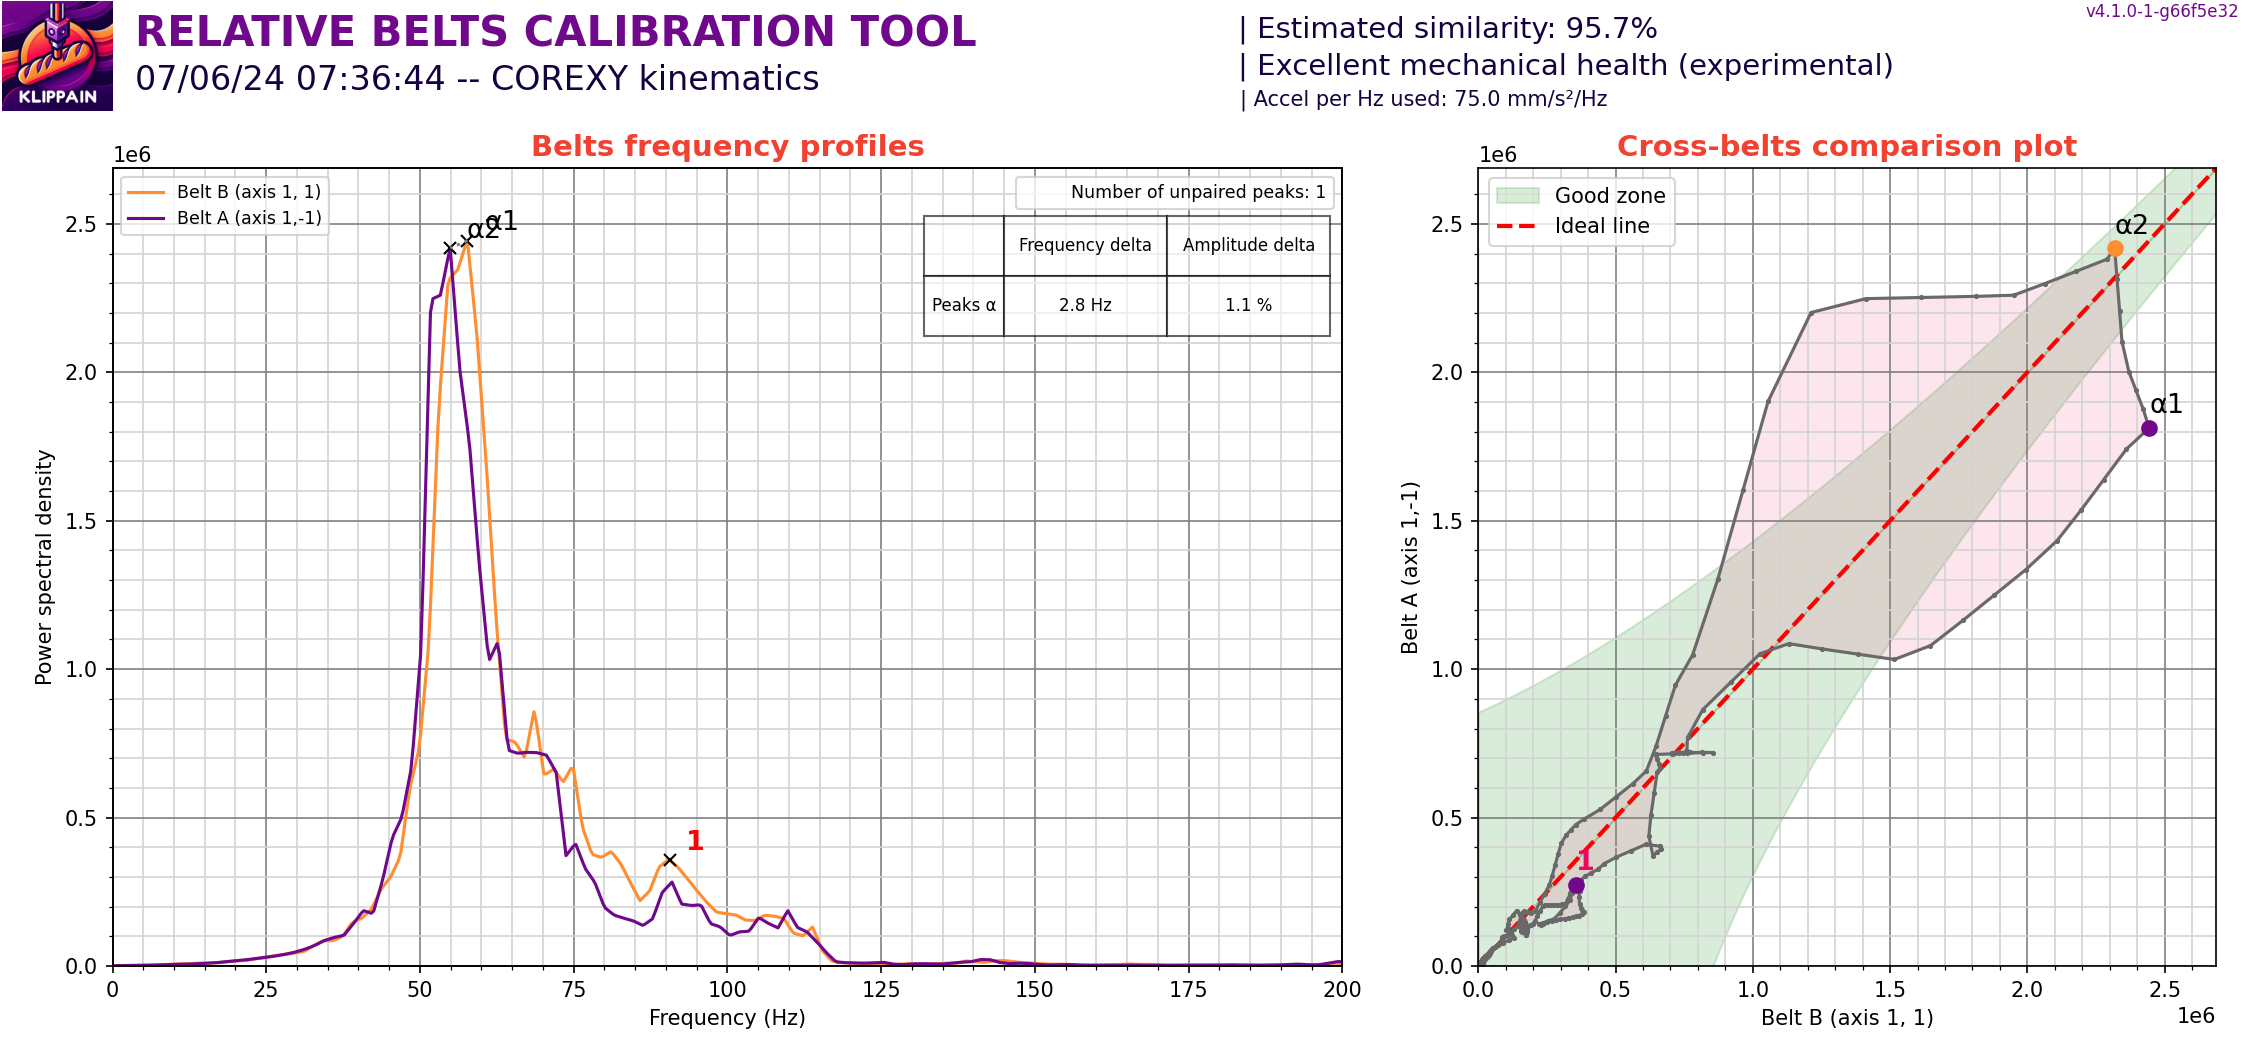 KLIPPAIN
RELATIVE BELTS CALIBRATION TOOL
07/06/24 07:36:44 -- COREXY kinematics
| Estimated similarity: 95.7%
| Excellent mechanical health (experimental)
| Accel per Hz used: 75.0 mm/s²/Hz
v4.1.0-1-g66f5e32
Belts frequency profiles
1e6
Belt B (axis 1, 1)
Belt A (axis 1,-1)
α2
α1
Number of unpaired peaks: 1
Frequency delta Amplitude delta
Peaks α 2.8 Hz 1.1 %
1
Power spectral density
2.5
2.0
1.5
1.0
0.5
0.0
0 25 50 75 100 125 150 175 200
Frequency (Hz)
Cross-belts comparison plot
1e6
Good zone
Ideal line
α2
α1
1
Belt A (axis 1,-1)
2.5
2.0
1.5
1.0
0.5
0.0
0.0 0.5 1.0 1.5 2.0 2.5
Belt B (axis 1, 1)
1e6